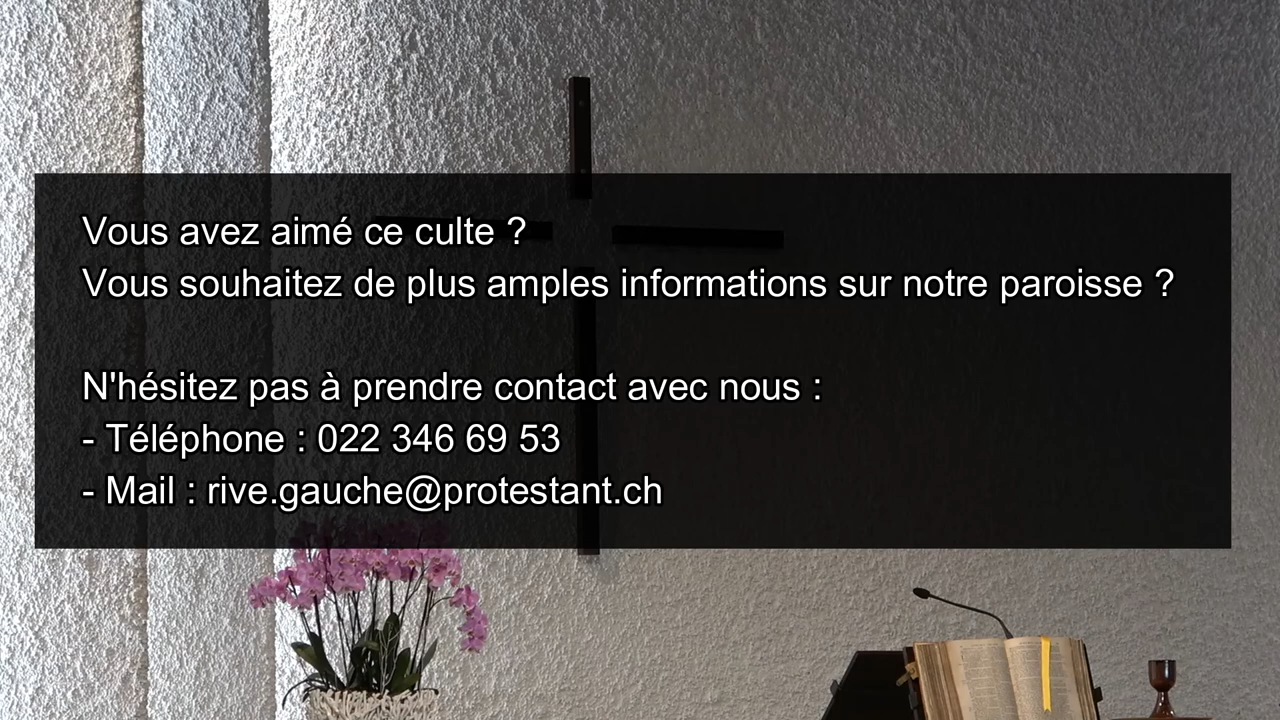 Vous avez aimé ce culte ?
Vous souhaitez de plus amples informations sur notre paroisse ?
N'hésitez pas à prendre contact avec nous :
- Téléphone : 022 346 69 53
- Mail : rive.gauche@protestant.ch